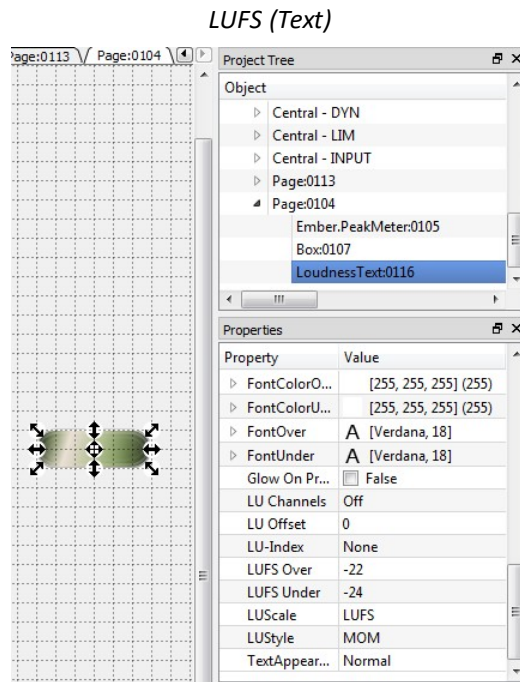 LUFS (Text)
Page:0113
Page:0104
Project Tree
Object
Central - DYN
Central - LIM
Central - INPUT
Page:0113
Page:0104
Ember.PeakMeter:0105
Box:0107
LoudnessText:0116
Properties
Property Value
FontColorO... [255, 255, 255] (255)
FontColorU... [255, 255, 255] (255)
FontOver A [Verdana, 18]
FontUnder A [Verdana, 18]
Glow On Pr... False
LU Channels Off
LU Offset 0
LU-Index None
LUFS Over -22
LUFS Under -24
LUScale LUFS
LUStyle MOM
TextAppear... Normal